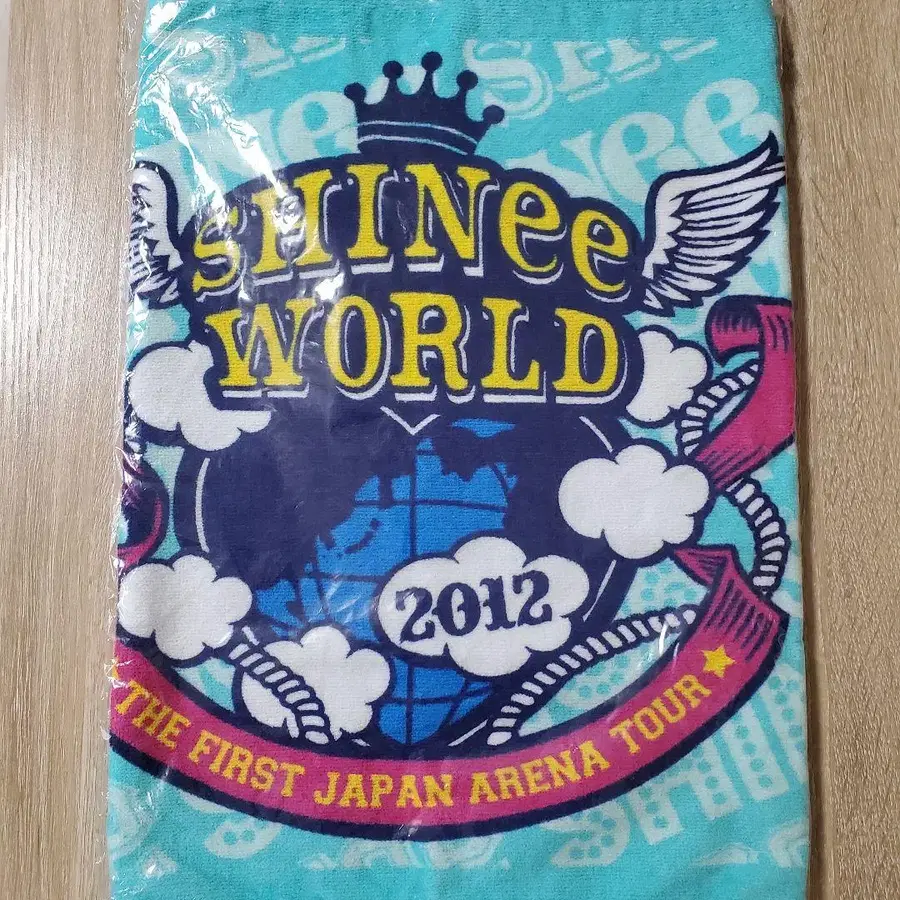 SHINee
WORLD
2012
THE FIRST JAPAN ARENA TOUR